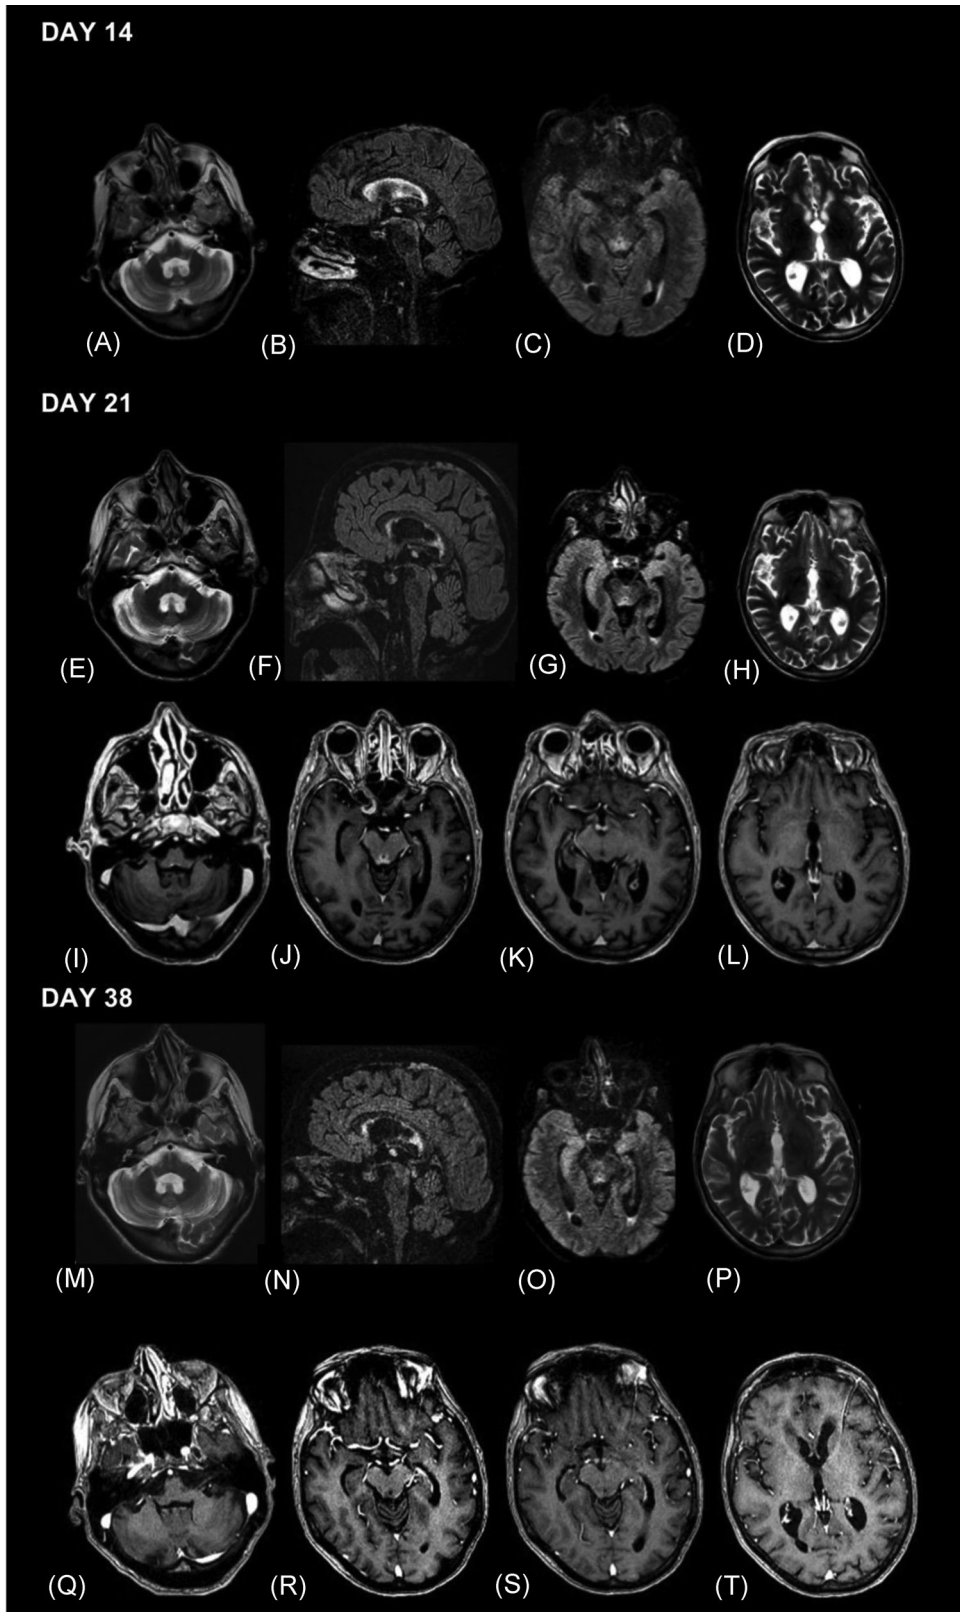 DAY 14
(A) (B) (C) (D)
DAY 21
(E) (F) (G) (H)
(I) (J) (K) (L)
DAY 38
(M) (N) (O) (P)
(Q) (R) (S) (T)